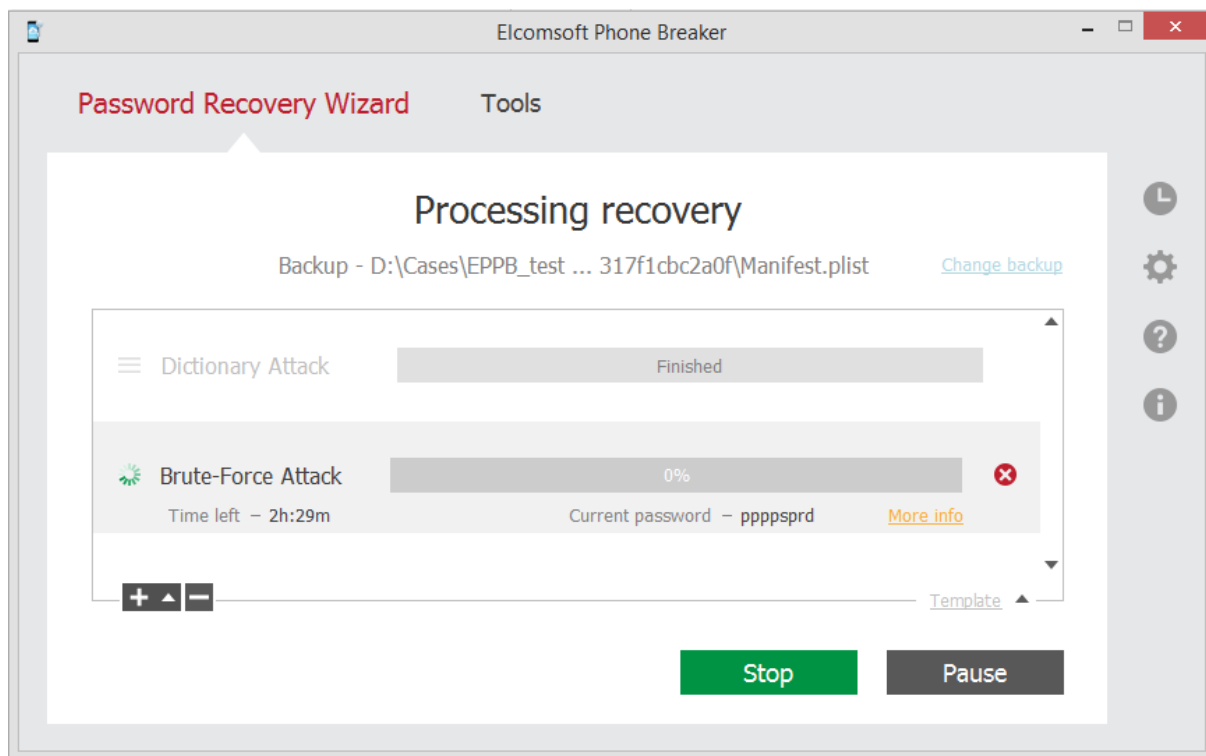 Elcomsoft Phone Breaker
Password Recovery Wizard Tools
Processing recovery
Backup - D:\Cases\EPPB_test ... 317f1cbc2a0f\Manifest.plist Change backup
Dictionary Attack Finished
Brute-Force Attack 0%
Time left – 2h:29m Current password – ppppsprd More info
Template
Stop Pause